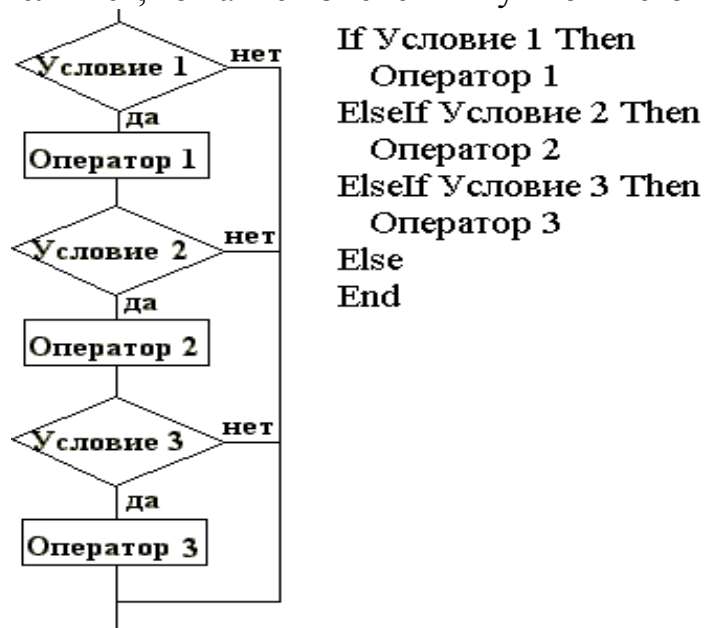 Условие 1
нет
да
Оператор 1
Условие 2
нет
да
Оператор 2
Условие 3
нет
да
Оператор 3
If Условие 1 Then
Оператор 1
ElseIf Условие 2 Then
Оператор 2
ElseIf Условие 3 Then
Оператор 3
Else
End